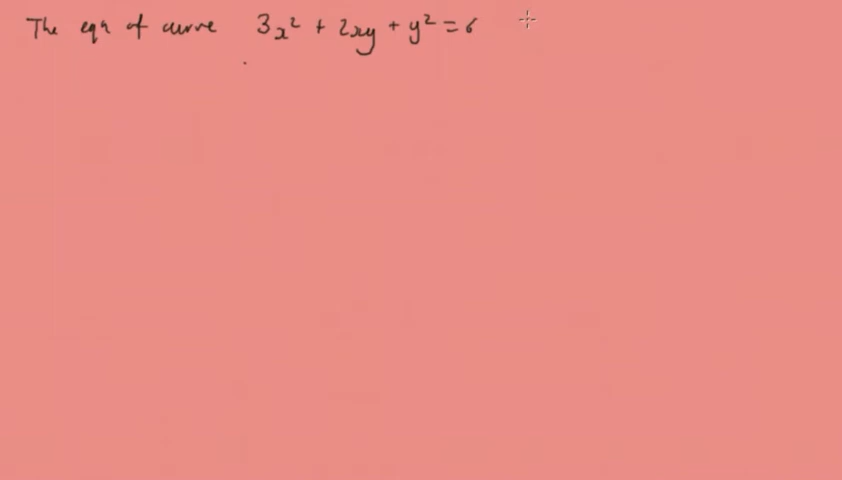 The eqn of curve 3x² + 2xy + y² = 6